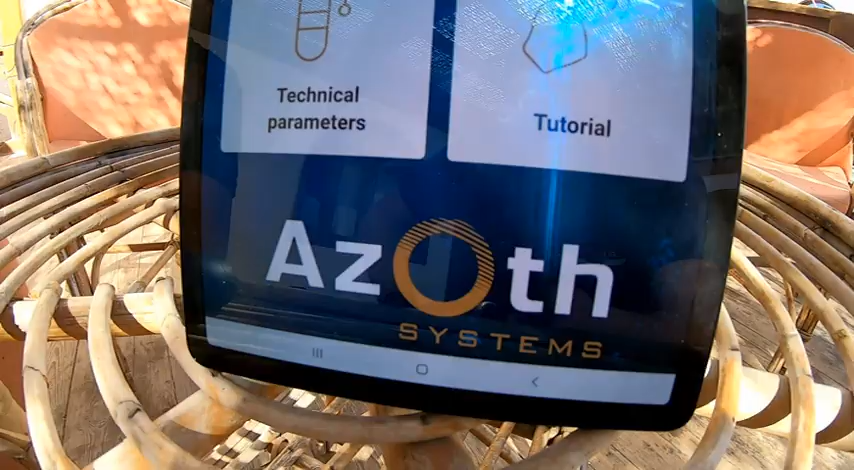 Technical
parameters
Tutorial
AzOth
SYSTEMS